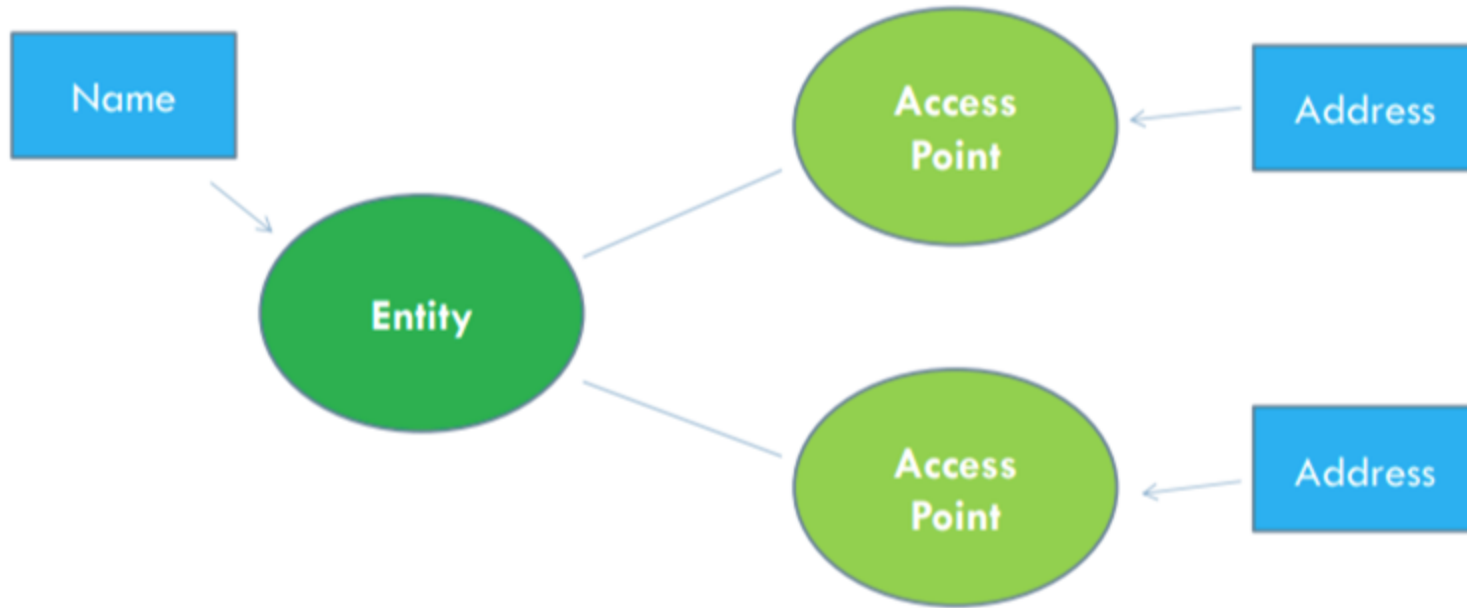 Name
Access
Point
Address
Entity
Access
Point
Address